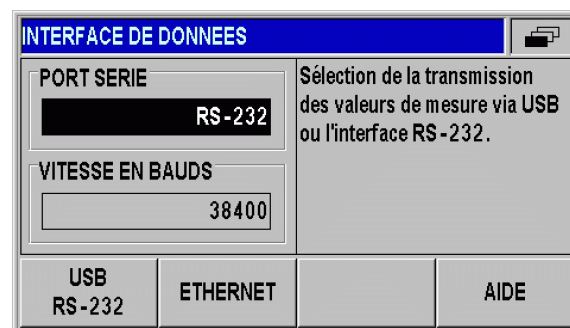 INTERFACE DE DONNEES
PORT SERIE
RS-232
VITESSE EN BAUDS
38400
Sélection de la transmission
des valeurs de mesure via USB
ou l'interface RS-232.
USB
RS-232
ETHERNET
AIDE